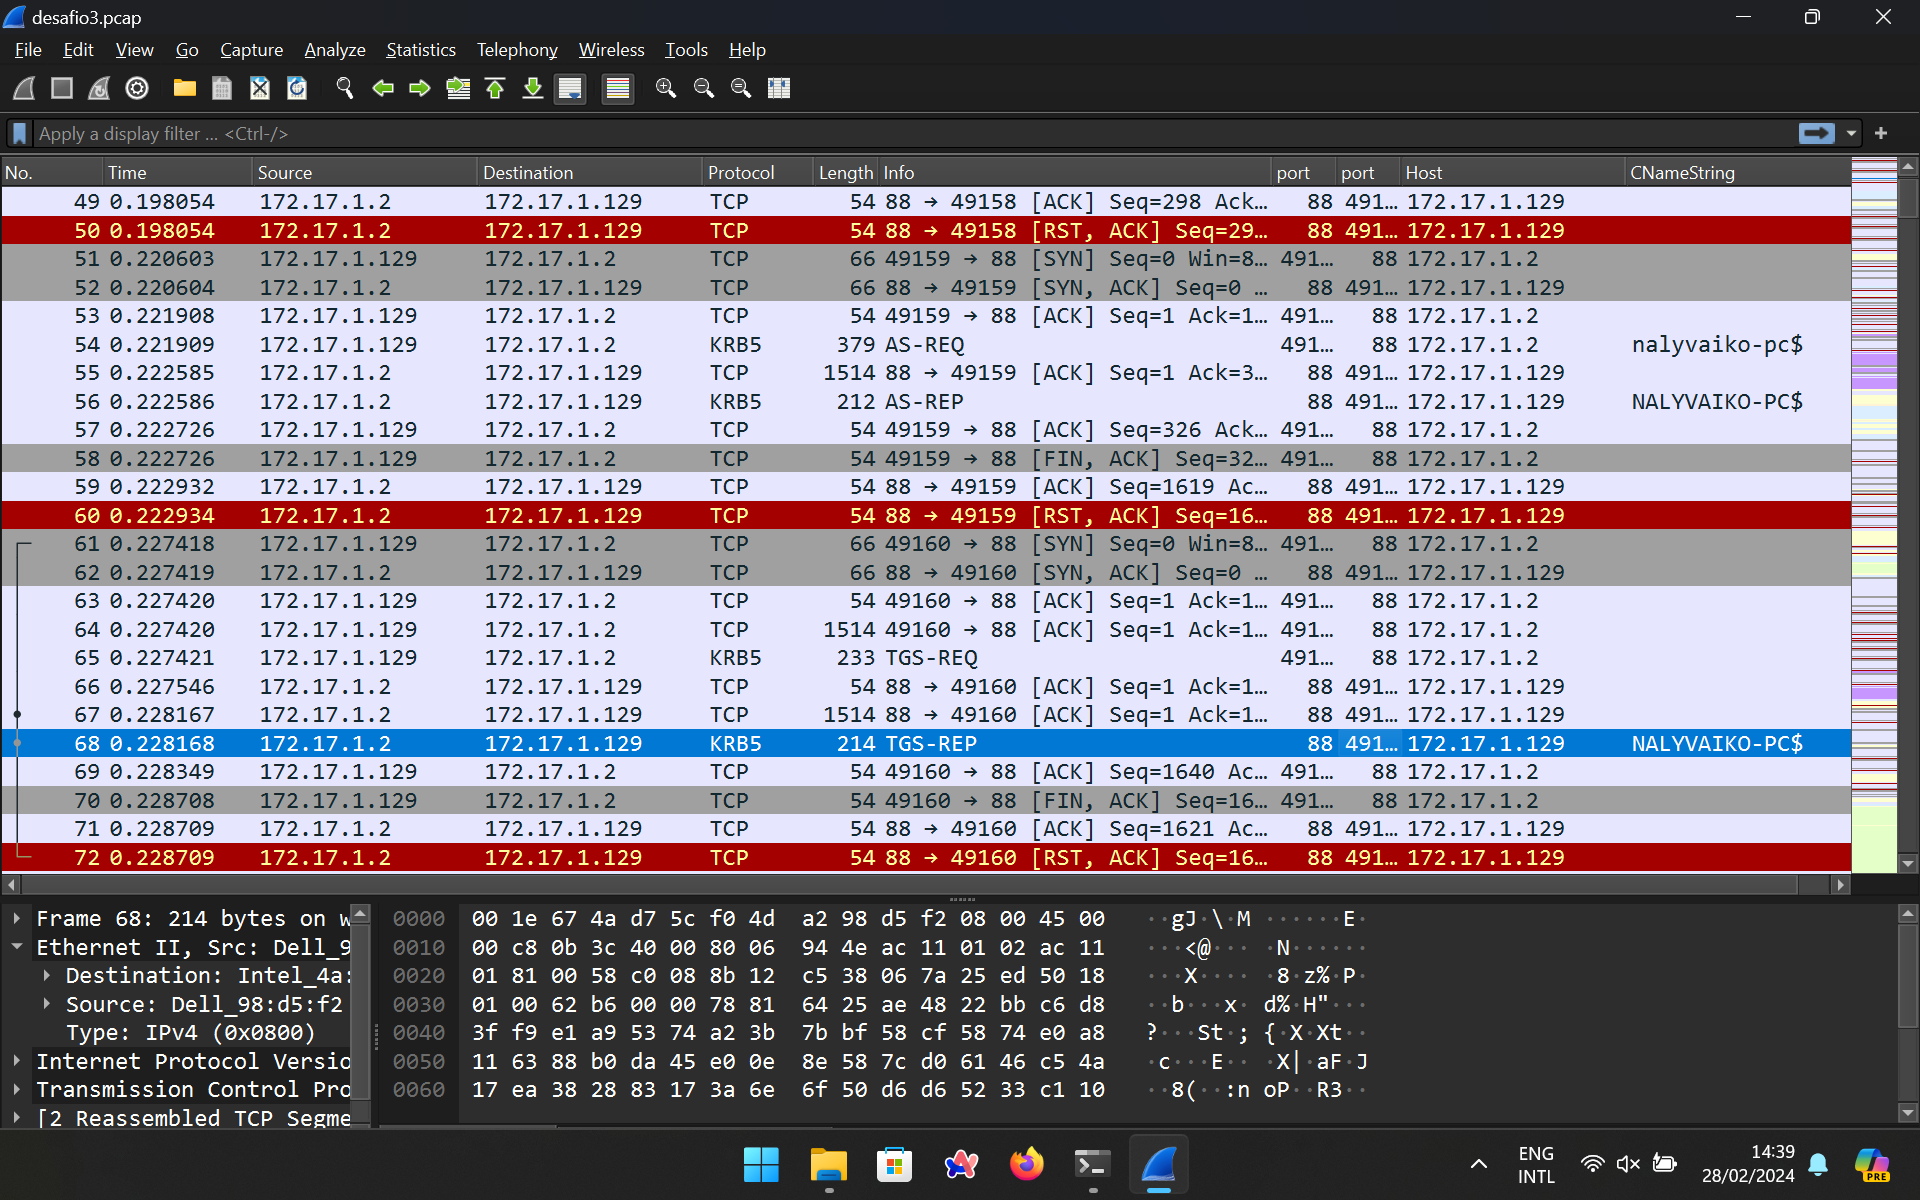 desafio3.pcap
File Edit View Go Capture Analyze Statistics Telephony Wireless Tools Help
Apply a display filter ... <Ctrl-/>
No. Time Source Destination Protocol Length Info port port Host CNameString
49 0.198054 172.17.1.2 172.17.1.129 TCP 54 88 → 49158 [ACK] Seq=298 Ack… 88 491… 172.17.1.129
50 0.198054 172.17.1.2 172.17.1.129 TCP 54 88 → 49158 [RST, ACK] Seq=29… 88 491… 172.17.1.129
51 0.220603 172.17.1.129 172.17.1.2 TCP 66 49159 → 88 [SYN] Seq=0 Win=8… 491… 88 172.17.1.2
52 0.220604 172.17.1.2 172.17.1.129 TCP 66 88 → 49159 [SYN, ACK] Seq=0 … 88 491… 172.17.1.129
53 0.221908 172.17.1.129 172.17.1.2 TCP 54 49159 → 88 [ACK] Seq=1 Ack=1… 491… 88 172.17.1.2
54 0.221909 172.17.1.129 172.17.1.2 KRB5 379 AS-REQ 491… 88 172.17.1.2 nalyvaiko-pc$
55 0.222585 172.17.1.2 172.17.1.129 TCP 1514 88 → 49159 [ACK] Seq=1 Ack=3… 88 491… 172.17.1.129
56 0.222586 172.17.1.2 172.17.1.129 KRB5 212 AS-REP 88 491… 172.17.1.129 NALYVAIKO-PC$
57 0.222726 172.17.1.129 172.17.1.2 TCP 54 49159 → 88 [ACK] Seq=326 Ack… 491… 88 172.17.1.2
58 0.222726 172.17.1.129 172.17.1.2 TCP 54 49159 → 88 [FIN, ACK] Seq=32… 491… 88 172.17.1.2
59 0.222932 172.17.1.2 172.17.1.129 TCP 54 88 → 49159 [ACK] Seq=1619 Ac… 88 491… 172.17.1.129
60 0.222934 172.17.1.2 172.17.1.129 TCP 54 88 → 49159 [RST, ACK] Seq=16… 88 491… 172.17.1.129
61 0.227418 172.17.1.129 172.17.1.2 TCP 66 49160 → 88 [SYN] Seq=0 Win=8… 491… 88 172.17.1.2
62 0.227419 172.17.1.2 172.17.1.129 TCP 66 88 → 49160 [SYN, ACK] Seq=0 … 88 491… 172.17.1.129
63 0.227420 172.17.1.129 172.17.1.2 TCP 54 49160 → 88 [ACK] Seq=1 Ack=1… 491… 88 172.17.1.2
64 0.227420 172.17.1.129 172.17.1.2 TCP 1514 49160 → 88 [ACK] Seq=1 Ack=1… 491… 88 172.17.1.2
65 0.227421 172.17.1.129 172.17.1.2 KRB5 233 TGS-REQ 491… 88 172.17.1.2
66 0.227546 172.17.1.2 172.17.1.129 TCP 54 88 → 49160 [ACK] Seq=1 Ack=1… 88 491… 172.17.1.129
67 0.228167 172.17.1.2 172.17.1.129 TCP 1514 88 → 49160 [ACK] Seq=1 Ack=1… 88 491… 172.17.1.129
68 0.228168 172.17.1.2 172.17.1.129 KRB5 214 TGS-REP 88 491… 172.17.1.129 NALYVAIKO-PC$
69 0.228349 172.17.1.129 172.17.1.2 TCP 54 49160 → 88 [ACK] Seq=1640 Ac… 491… 88 172.17.1.2
70 0.228708 172.17.1.129 172.17.1.2 TCP 54 49160 → 88 [FIN, ACK] Seq=16… 491… 88 172.17.1.2
71 0.228709 172.17.1.2 172.17.1.129 TCP 54 88 → 49160 [ACK] Seq=1621 Ac… 88 491… 172.17.1.129
72 0.228709 172.17.1.2 172.17.1.129 TCP 54 88 → 49160 [RST, ACK] Seq=16… 88 491… 172.17.1.129
Frame 68: 214 bytes on w
Ethernet II, Src: Dell_9
Destination: Intel_4a:
Source: Dell_98:d5:f2
Type: IPv4 (0x0800)
Internet Protocol Versio
Transmission Control Pro
[2 Reassembled TCP Segme
0000 00 1e 67 4a d7 5c f0 4d a2 98 d5 f2 08 00 45 00 ··gJ·\·M ······E·
0010 00 c8 0b 3c 40 00 80 06 94 4e ac 11 01 02 ac 11 ···<@··· ·N······
0020 01 81 00 58 c0 08 8b 12 c5 38 06 7a 25 ed 50 18 ···X···· ·8·z%·P·
0030 01 00 62 b6 00 00 78 81 64 25 ae 48 22 bb c6 d8 ··b···x· d%·H"···
0040 3f f9 e1 a9 53 74 a2 3b 7b bf 58 cf 58 74 e0 a8 ?···St·; {·X·Xt··
0050 11 63 88 b0 da 45 e0 0e 8e 58 7c d0 61 46 c5 4a ·c···E·· ·X|·aF·J
0060 17 ea 38 28 83 17 3a 6e 6f 50 d6 d6 52 33 c1 10 ··8(··:n oP··R3··
ENG
INTL
14:39
28/02/2024
PRE